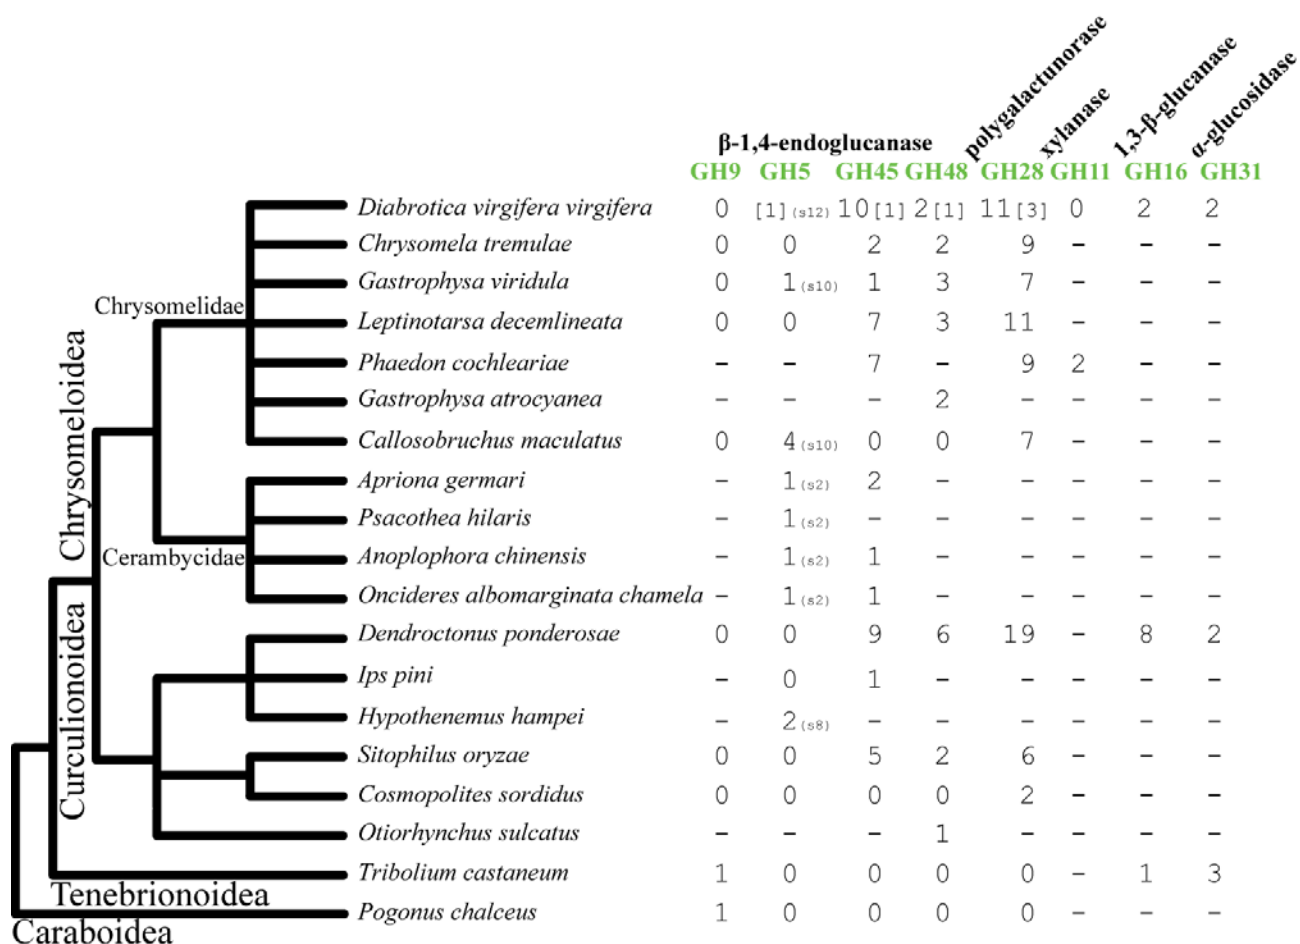 polygalactunorase
xylanase
1,3-β-glucanase
α-glucosidase
β-1,4-endoglucanase
GH9 GH5 GH45 GH48 GH28 GH11 GH16 GH31
Diabrotica virgifera virgifera 0 [1](s12) 10[1] 2[1] 11[3] 0 2 2
Chrysomela tremulae 0 0 2 2 9 – – –
Gastrophysa viridula 0 1(s10) 1 3 7 – – –
Chrysomelidae
Leptinotarsa decemlineata 0 0 7 3 11 – – –
Phaedon cochleariae – – 7 – 9 2 – –
Gastrophysa atrocyanea – – – 2 – – – –
Callosobruchus maculatus 0 4(s10) 0 0 7 – – –
Chrysomeloidea
Apriona germari – 1(s2) 2 – – – – –
Psacothea hilaris – 1(s2) – – – – – –
Cerambycidae
Anoplophora chinensis – 1(s2) 1 – – – – –
Oncideres albomarginata chamela – 1(s2) 1 – – – – –
Dendroctonus ponderosae 0 0 9 6 19 – 8 2
Ips pini – 0 1 – – – – –
Hypothenemus hampei – 2(s8) – – – – – –
Curculionoidea
Sitophilus oryzae 0 0 5 2 6 – – –
Cosmopolites sordidus 0 0 0 0 2 – – –
Otiorhynchus sulcatus – – – 1 – – – –
Tribolium castaneum 1 0 0 0 0 – 1 3
Tenebrionoidea
Pogonus chalceus 1 0 0 0 0 – – –
Caraboidea